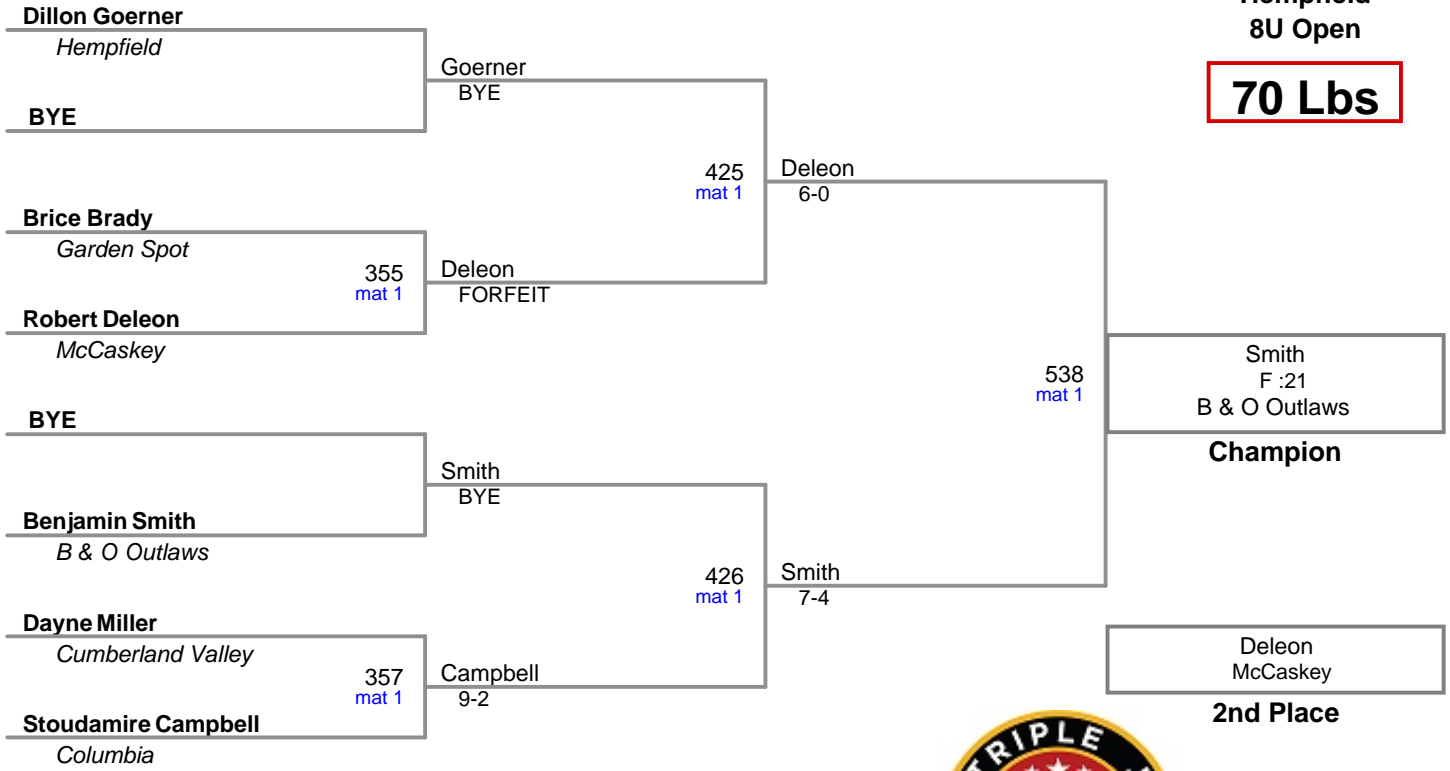 Hempfield
8U Open
70 Lbs
Dillon Goerner
Hempfield
BYE
Goerner
BYE
Brice Brady
Garden Spot
Robert Deleon
McCaskey
355
mat 1
Deleon
FORFEIT
425
mat 1
Deleon
6-0
BYE
Benjamin Smith
B & O Outlaws
Smith
BYE
Dayne Miller
Cumberland Valley
Stoudamire Campbell
Columbia
357
mat 1
Campbell
9-2
426
mat 1
Smith
7-4
538
mat 1
Smith
F :21
B & O Outlaws
Champion
Deleon
McCaskey
2nd Place
TRIPLE